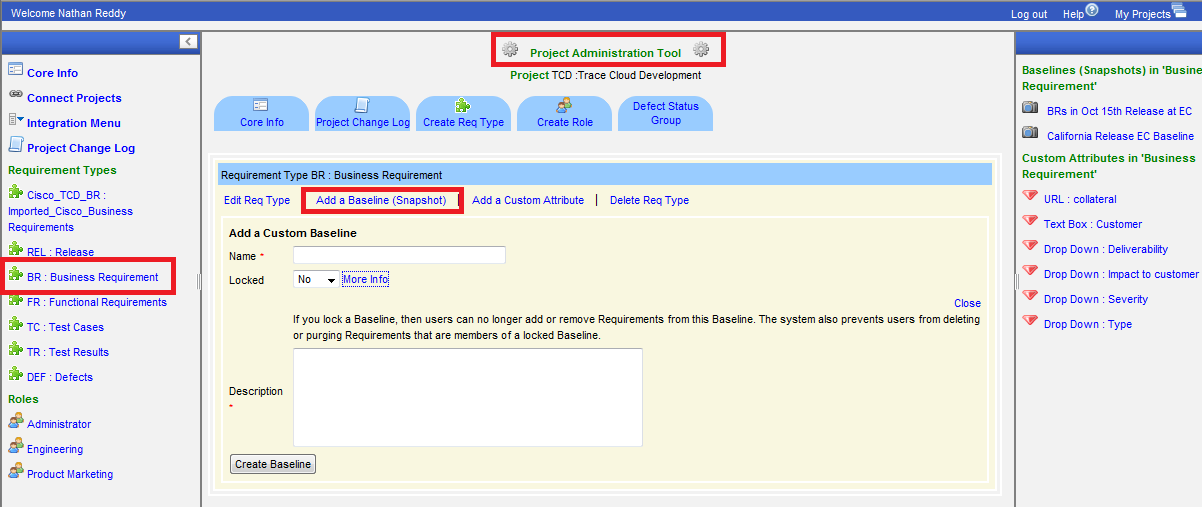 Welcome Nathan Reddy
Log out Help My Projects
<
Core Info
Connect Projects
Integration Menu
Project Change Log
Requirement Types
Cisco_TCD_BR :
Imported_Cisco_Business
Requirements
REL : Release
BR : Business Requirement
FR : Functional Requirements
TC : Test Cases
TR : Test Results
DEF : Defects
Roles
Administrator
Engineering
Product Marketing
Project Administration Tool
Project TCD :Trace Cloud Development
Core Info
Project Change Log
Create Req Type
Create Role
Defect Status
Group
Requirement Type BR : Business Requirement
Edit Req Type Add a Baseline (Snapshot) | Add a Custom Attribute | Delete Req Type
Add a Custom Baseline
Name *
Locked No More Info
Close
If you lock a Baseline, then users can no longer add or remove Requirements from this Baseline. The system also prevents users from deleting
or purging Requirements that are members of a locked Baseline.
Description
*
Create Baseline
Baselines (Snapshots) in 'Business
Requirement'
BRs in Oct 15th Release at EC
California Release EC Baseline
Custom Attributes in 'Business
Requirement'
URL : collateral
Text Box : Customer
Drop Down : Deliverability
Drop Down : Impact to customer
Drop Down : Severity
Drop Down : Type